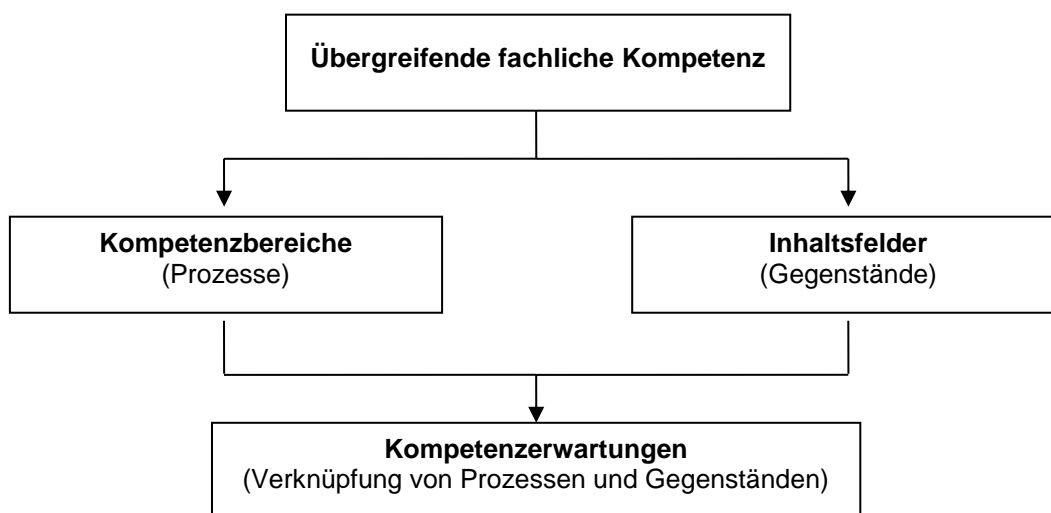 Übergreifende fachliche Kompetenz
Kompetenzbereiche
(Prozesse)
Inhaltsfelder
(Gegenstände)
Kompetenzerwartungen
(Verknüpfung von Prozessen und Gegenständen)